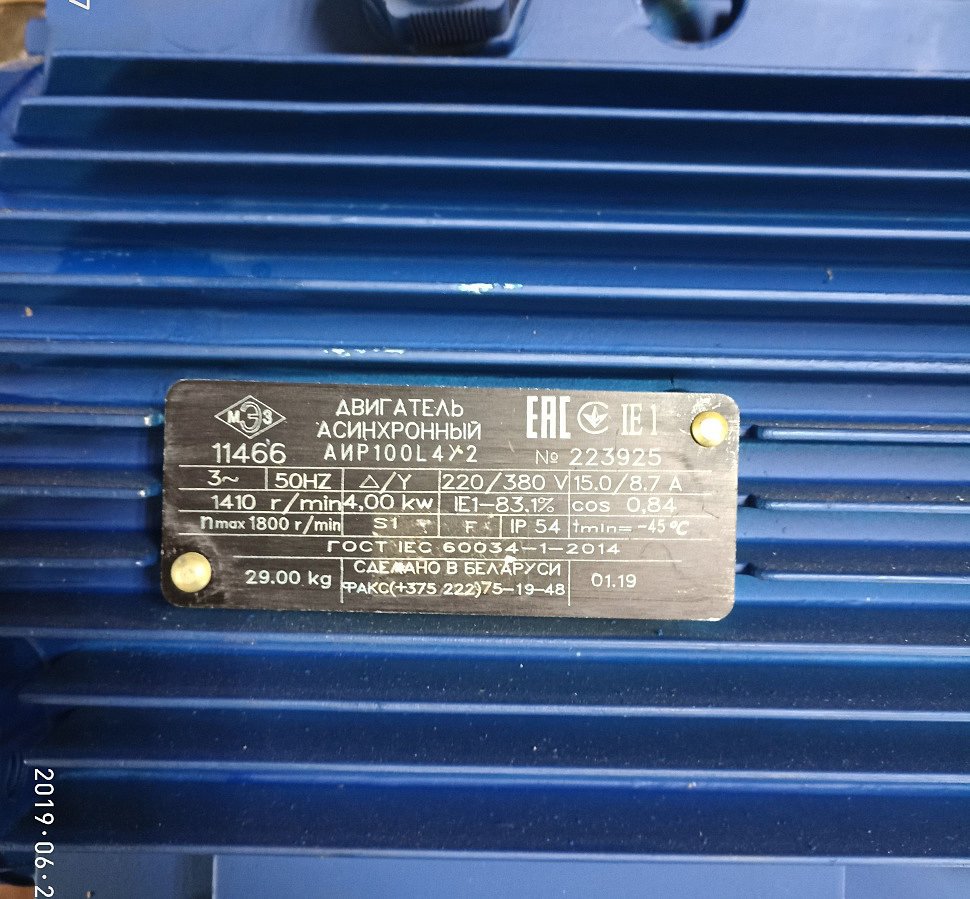 МЭЗ
11466
ДВИГАТЕЛЬ
АСИНХРОННЫЙ
АИР100L4У2
EAC IE1
№ 223925
3~ 50HZ △/Y 220/380 V 15.0/8.7 A
1410 r/min 4,00 kw IE1-83,1% cos 0,84
nmax 1800 r/min S1 F IP 54 tmin= -45°C
ГОСТ IEC 60034-1-2014
29.00 kg
СДЕЛАНО В БЕЛАРУСИ
ФАКС(+375 222)75-19-48
01.19
2019.06.2